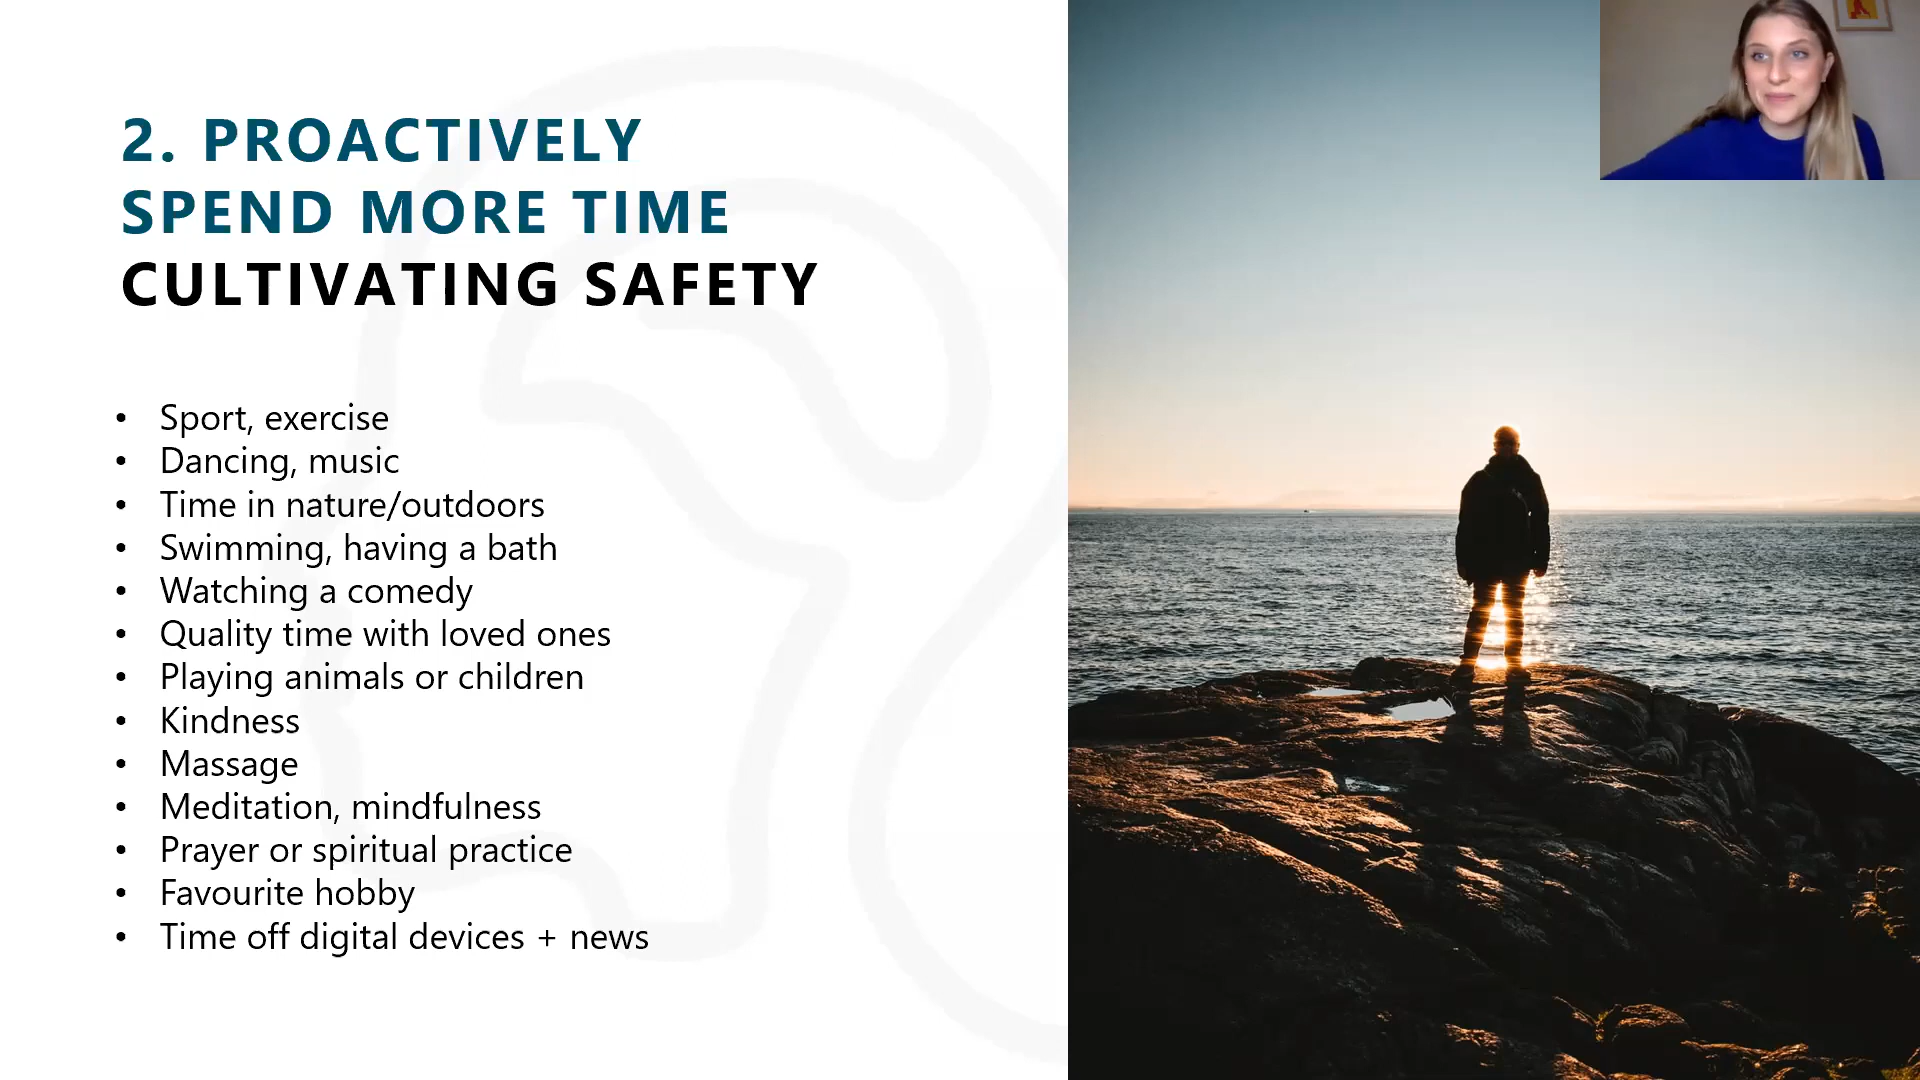 2. PROACTIVELY
SPEND MORE TIME
CULTIVATING SAFETY
• Sport, exercise
• Dancing, music
• Time in nature/outdoors
• Swimming, having a bath
• Watching a comedy
• Quality time with loved ones
• Playing animals or children
• Kindness
• Massage
• Meditation, mindfulness
• Prayer or spiritual practice
• Favourite hobby
• Time off digital devices + news